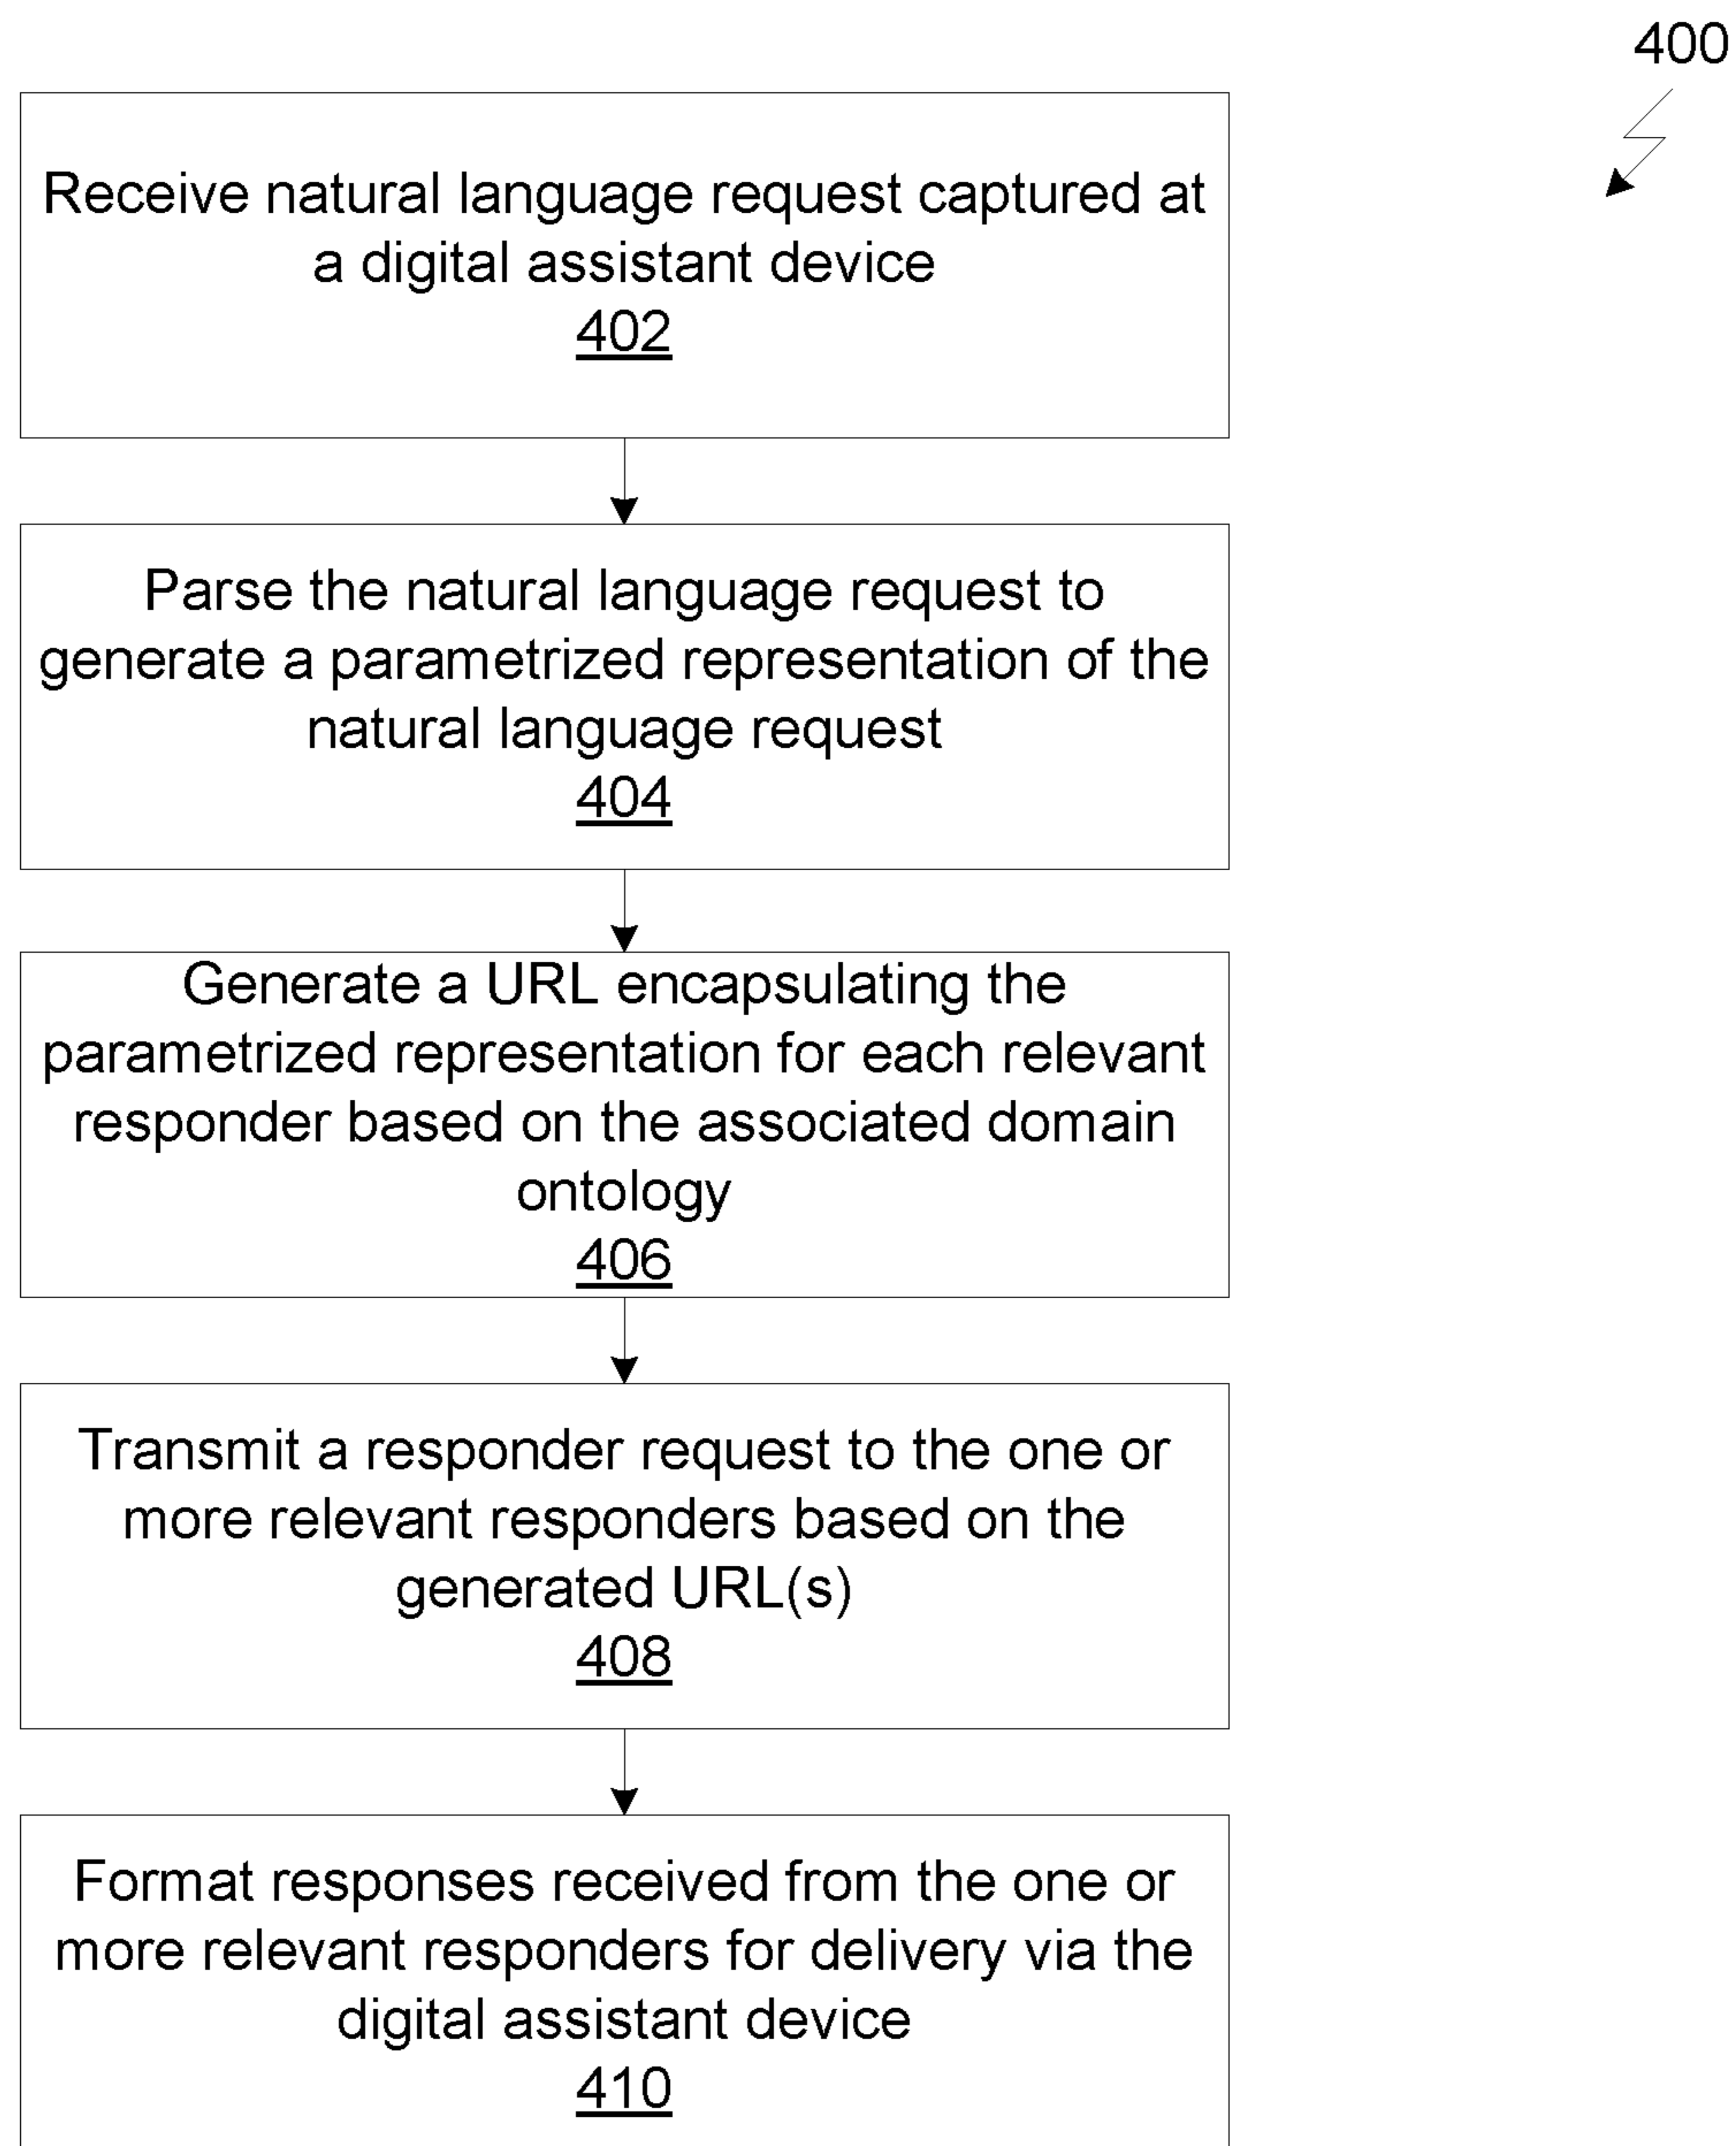 400
Receive natural language request captured at
a digital assistant device
402
Parse the natural language request to
generate a parametrized representation of the
natural language request
404
Generate a URL encapsulating the
parametrized representation for each relevant
responder based on the associated domain
ontology
406
Transmit a responder request to the one or
more relevant responders based on the
generated URL(s)
408
Format responses received from the one or
more relevant responders for delivery via the
digital assistant device
410